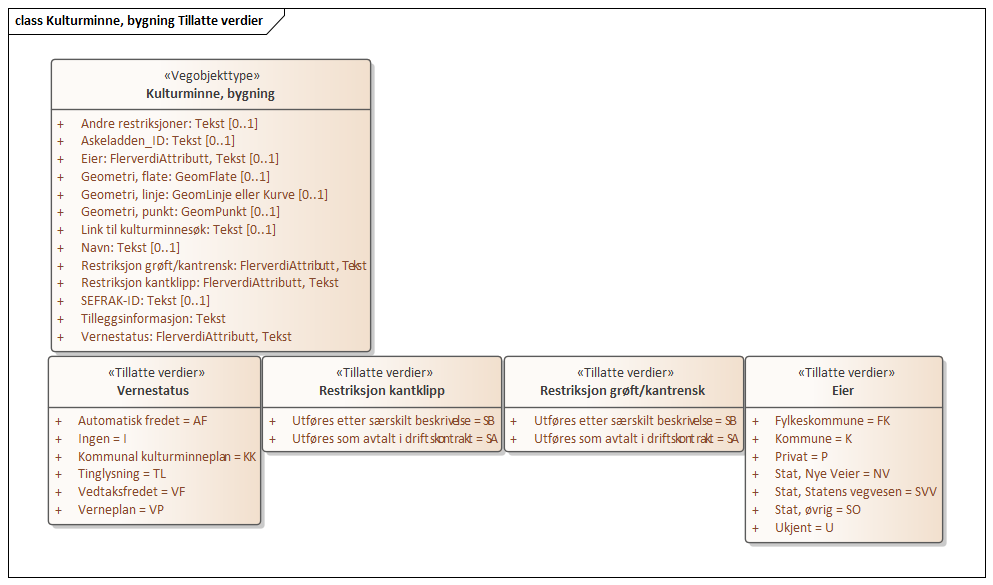 class Kulturminne, bygning Tillatte verdier
«Vegobjekttype»
Kulturminne, bygning
+ Andre restriksjoner: Tekst [0..1]
+ Askeladden_ID: Tekst [0..1]
+ Eier: FlerverdiAttributt, Tekst [0..1]
+ Geometri, flate: GeomFlate [0..1]
+ Geometri, linje: GeomLinje eller Kurve [0..1]
+ Geometri, punkt: GeomPunkt [0..1]
+ Link til kulturminnesøk: Tekst [0..1]
+ Navn: Tekst [0..1]
+ Restriksjon grøft/kantrensk: FlerverdiAttributt, Tekst
+ Restriksjon kantklipp: FlerverdiAttributt, Tekst
+ SEFRAK-ID: Tekst [0..1]
+ Tilleggsinformasjon: Tekst
+ Vernestatus: FlerverdiAttributt, Tekst
«Tillatte verdier»
Vernestatus
+ Automatisk fredet = AF
+ Ingen = I
+ Kommunal kulturminneplan = KK
+ Tinglysning = TL
+ Vedtaksfredet = VF
+ Verneplan = VP
«Tillatte verdier»
Restriksjon kantklipp
+ Utføres etter særskilt beskrivelse = SB
+ Utføres som avtalt i driftskontrakt = SA
«Tillatte verdier»
Restriksjon grøft/kantrensk
+ Utføres etter særskilt beskrivelse = SB
+ Utføres som avtalt i driftskontrakt = SA
«Tillatte verdier»
Eier
+ Fylkeskommune = FK
+ Kommune = K
+ Privat = P
+ Stat, Nye Veier = NV
+ Stat, Statens vegvesen = SVV
+ Stat, øvrig = SO
+ Ukjent = U